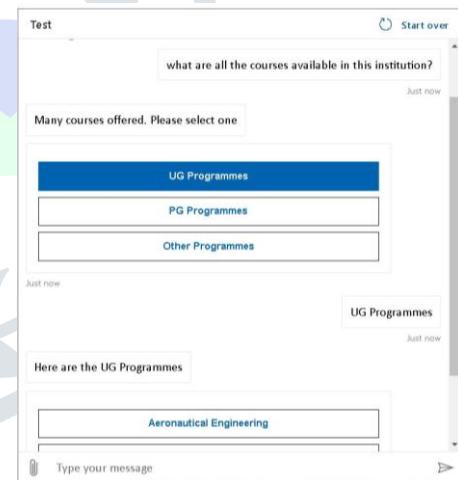 Test
Start over
what are all the courses available in this institution?
Just now
Many courses offered. Please select one
UG Programmes
PG Programmes
Other Programmes
Just now
UG Programmes
Just now
Here are the UG Programmes
Aeronautical Engineering
Type your message